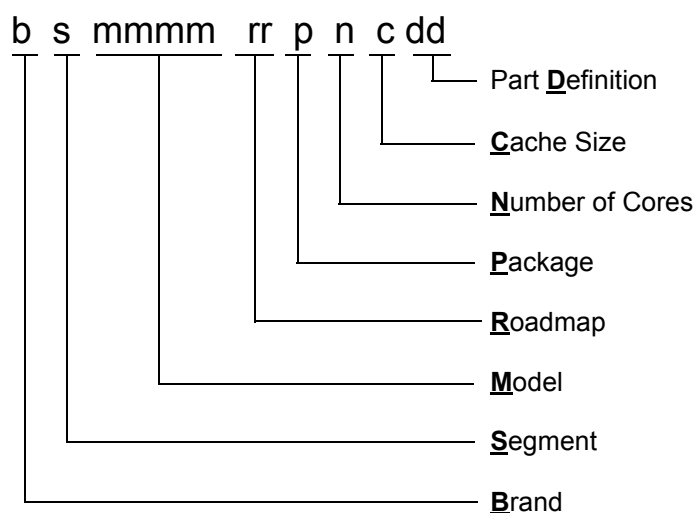 b s mmmm rr p n c dd
Part Definition
Cache Size
Number of Cores
Package
Roadmap
Model
Segment
Brand